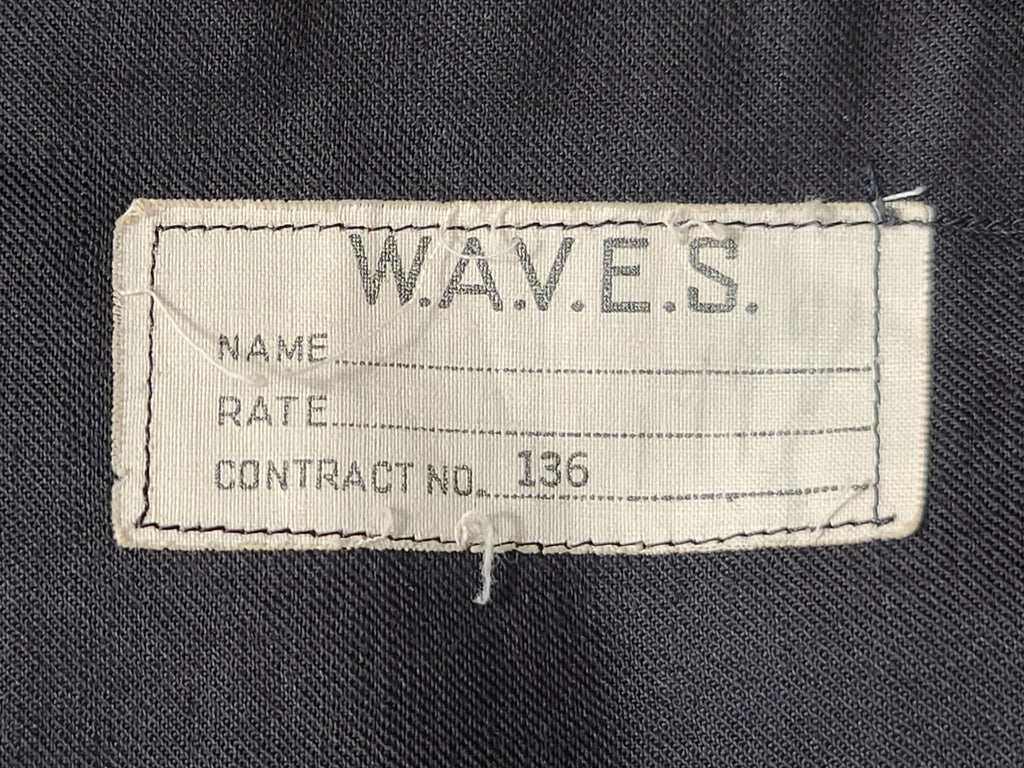 W.A.V.E.S.
NAME
RATE
CONTRACT NO. 136